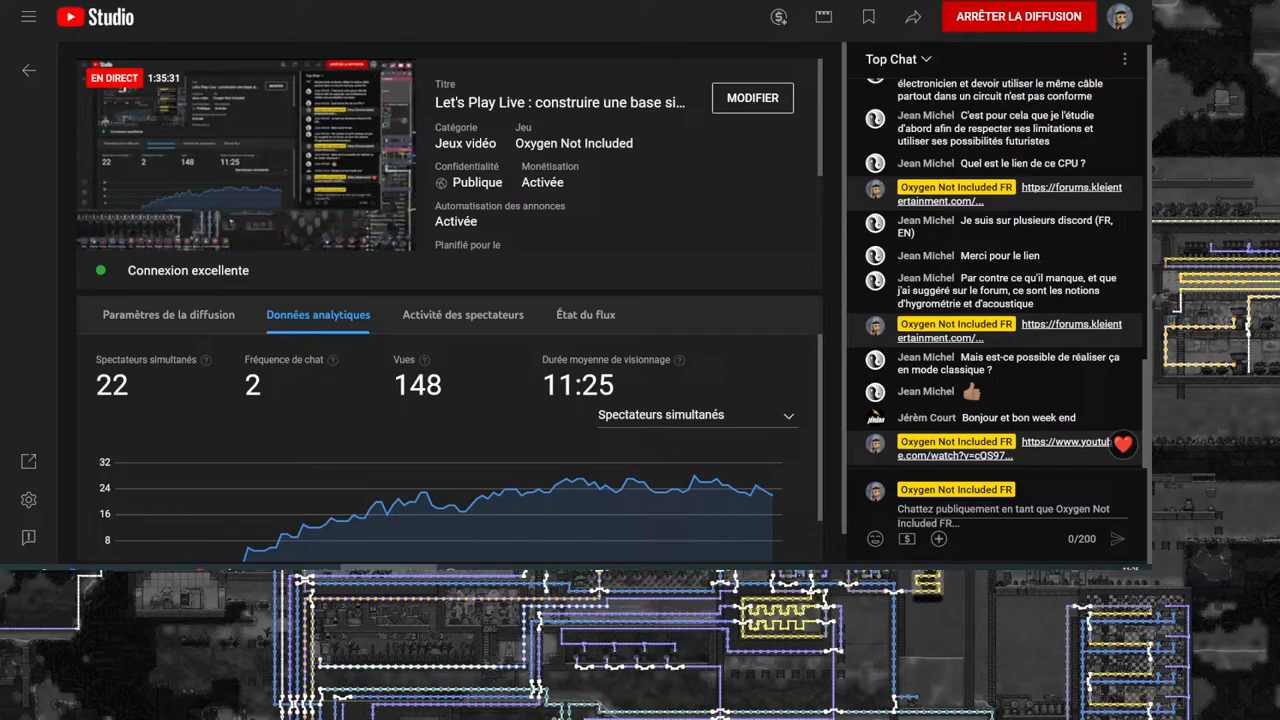 Studio
ARRÊTER LA DIFFUSION
EN DIRECT 1:35:31
Titre
Let's Play Live : construire une base si...
MODIFIER
Catégorie Jeu
Jeux vidéo Oxygen Not Included
Confidentialité Monétisation
Publique Activée
Automatisation des annonces
Activée
Planifié pour le
Connexion excellente
Paramètres de la diffusion Données analytiques Activité des spectateurs État du flux
Spectateurs simultanés Fréquence de chat Vues Durée moyenne de visionnage
22 2 148 11:25
Spectateurs simultanés
32
24
16
8
Top Chat
électronicien et devoir utiliser un même câble
partout dans un circuit n'est pas conforme
Jean Michel C'est pour cela que je l'étudie
d'abord afin de respecter ses limitations et
utiliser ses possibilités futuristes
Jean Michel Quel est le lien de ce CPU ?
Oxygen Not Included FR https://forums.kleient
ertainment.com/...
Jean Michel Je suis sur plusieurs discord (FR,
EN)
Jean Michel Merci pour le lien
Jean Michel Par contre ce qu'il manque, et que
j'ai suggéré sur le forum, ce sont les notions
d'hygrométrie et d'acoustique
Oxygen Not Included FR https://forums.kleient
ertainment.com/...
Jean Michel Mais est-ce possible de réaliser ça
en mode classique ?
Jean Michel
Jérèm Court Bonjour et bon week end
Oxygen Not Included FR https://www.youtub
e.com/watch?v=cOS97...
Oxygen Not Included FR
Chattez publiquement en tant que Oxygen Not
Included FR...
0/200